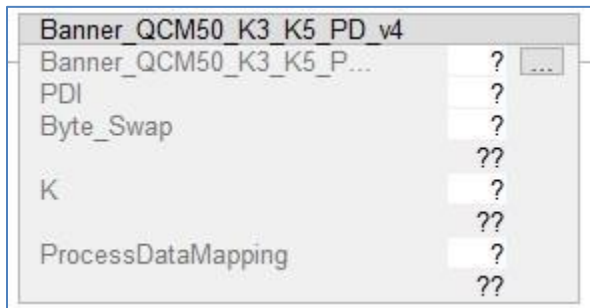 Banner_QCM50_K3_K5_PD_v4
Banner_QCM50_K3_K5_P... ? ...
PDI ?
Byte_Swap ?
??
K ?
??
ProcessDataMapping ?
??